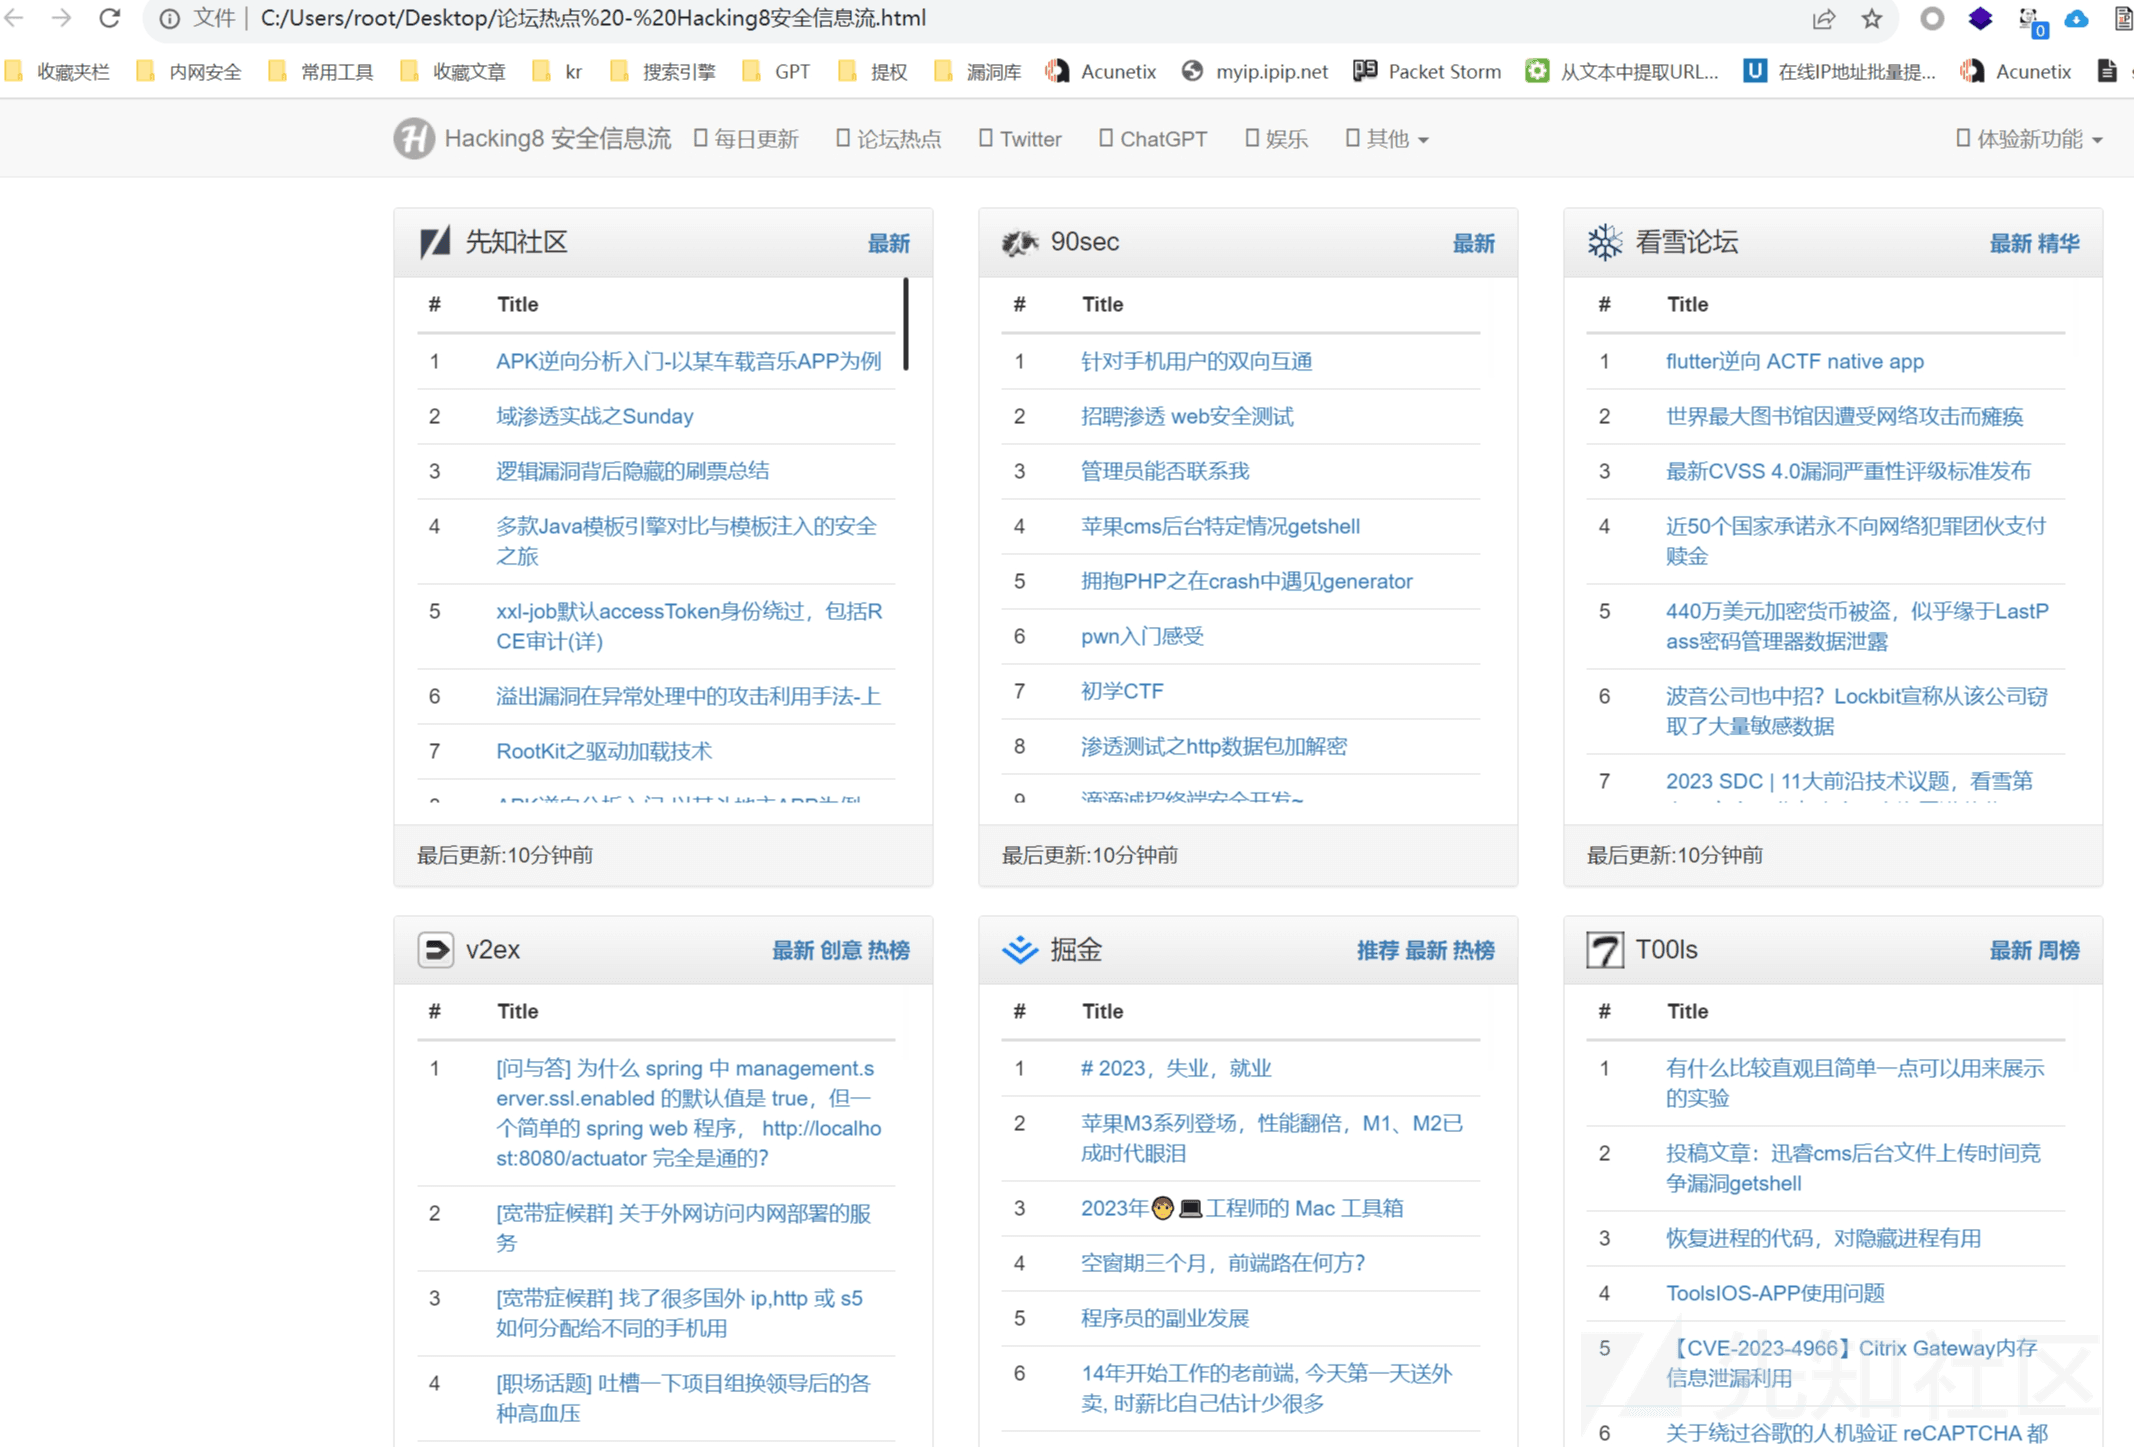 文件 | C:/Users/root/Desktop/论坛热点%20-%20Hacking8安全信息流.html
0
收藏夹栏 内网安全 常用工具 收藏文章 kr 搜索引擎 GPT 提权 漏洞库 Acunetix myip.ipip.net Packet Storm 从文本中提取URL... 在线IP地址批量提... Acunetix
Hacking8 安全信息流 每日更新 论坛热点 Twitter ChatGPT 娱乐 其他 体验新功能
先知社区 最新
# Title
1 APK逆向分析入门-以某车载音乐APP为例
2 域渗透实战之Sunday
3 逻辑漏洞背后隐藏的刷票总结
4 多款Java模板引擎对比与模板注入的安全
之旅
5 xxl-job默认accessToken身份绕过，包括R
CE审计(详)
6 溢出漏洞在异常处理中的攻击利用手法-上
7 RootKit之驱动加载技术
最后更新:10分钟前
90sec 最新
# Title
1 针对手机用户的双向互通
2 招聘渗透 web安全测试
3 管理员能否联系我
4 苹果cms后台特定情况getshell
5 拥抱PHP之在crash中遇见generator
6 pwn入门感受
7 初学CTF
8 渗透测试之http数据包加解密
9 滴滴诚招终端安全开发~
最后更新:10分钟前
看雪论坛 最新 精华
# Title
1 flutter逆向 ACTF native app
2 世界最大图书馆因遭受网络攻击而瘫痪
3 最新CVSS 4.0漏洞严重性评级标准发布
4 近50个国家承诺永不向网络犯罪团伙支付
赎金
5 440万美元加密货币被盗，似乎缘于LastP
ass密码管理器数据泄露
6 波音公司也中招？Lockbit宣称从该公司窃
取了大量敏感数据
7 2023 SDC | 11大前沿技术议题，看雪第
最后更新:10分钟前
v2ex 最新 创意 热榜
# Title
1 [问与答] 为什么 spring 中 management.s
erver.ssl.enabled 的默认值是 true，但一
个简单的 spring web 程序， http://localho
st:8080/actuator 完全是通的?
2 [宽带症候群] 关于外网访问内网部署的服
务
3 [宽带症候群] 找了很多国外 ip,http 或 s5
如何分配给不同的手机用
4 [职场话题] 吐槽一下项目组换领导后的各
种高血压
掘金 推荐 最新 热榜
# Title
1 # 2023，失业，就业
2 苹果M3系列登场，性能翻倍，M1、M2已
成时代眼泪
3 2023年🧑‍💻工程师的 Mac 工具箱
4 空窗期三个月，前端路在何方?
5 程序员的副业发展
6 14年开始工作的老前端, 今天第一天送外
卖, 时薪比自己估计少很多
T00ls 最新 周榜
# Title
1 有什么比较直观且简单一点可以用来展示
的实验
2 投稿文章：迅睿cms后台文件上传时间竞
争漏洞getshell
3 恢复进程的代码，对隐藏进程有用
4 ToolsIOS-APP使用问题
5 【CVE-2023-4966】Citrix Gateway内存
信息泄漏利用
6 关于绕过谷歌的人机验证 reCAPTCHA 都
先知社区